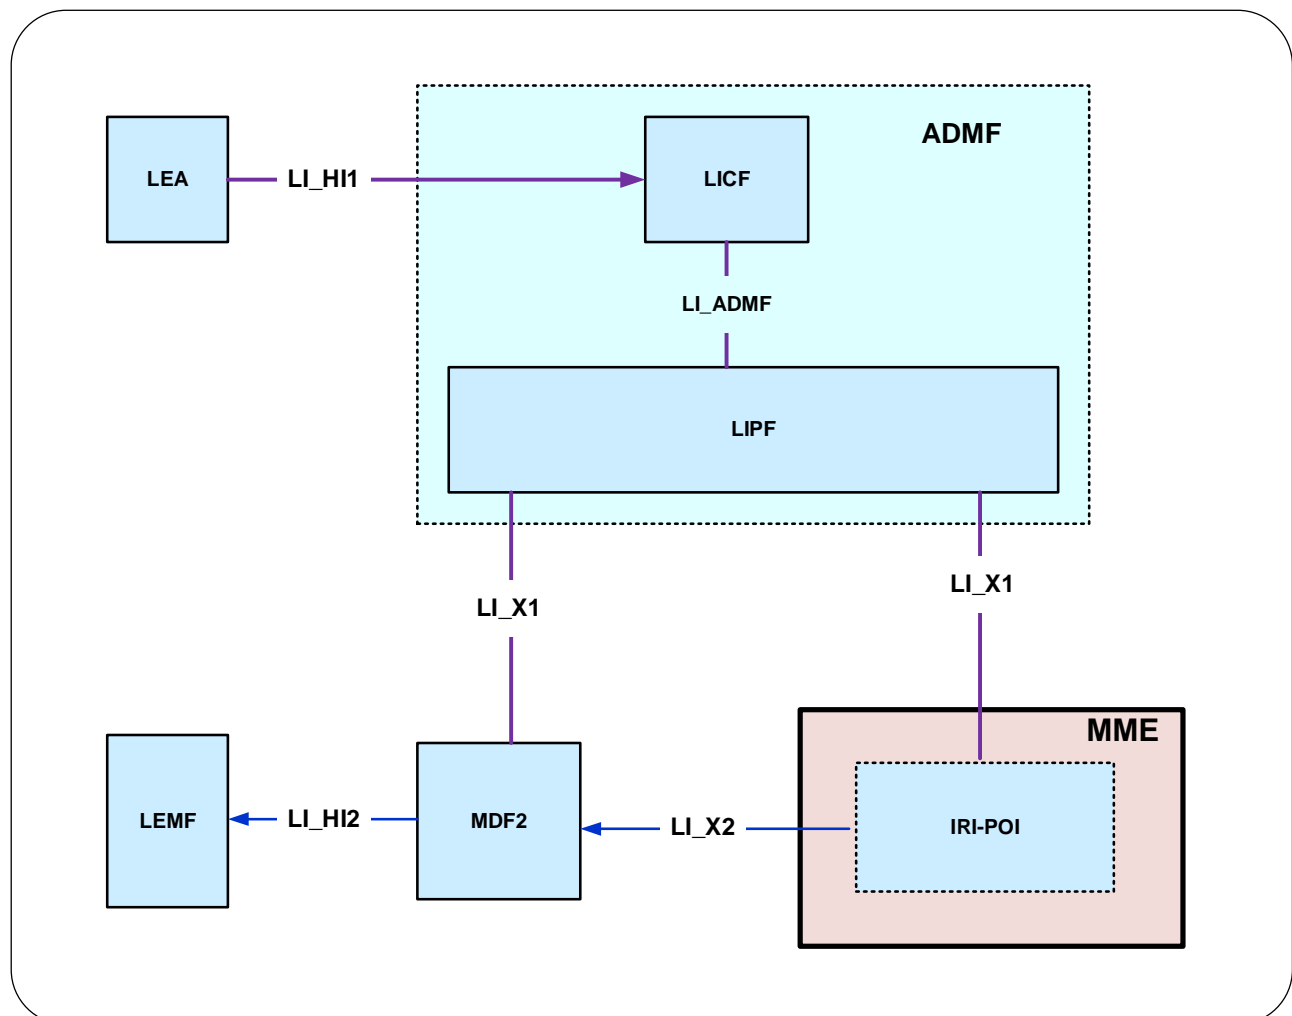 ADMF
LEA
LI_HI1
LICF
LI_ADMF
LIPF
LI_X1
LI_X1
MME
LEMF
LI_HI2
MDF2
LI_X2
IRI-POI